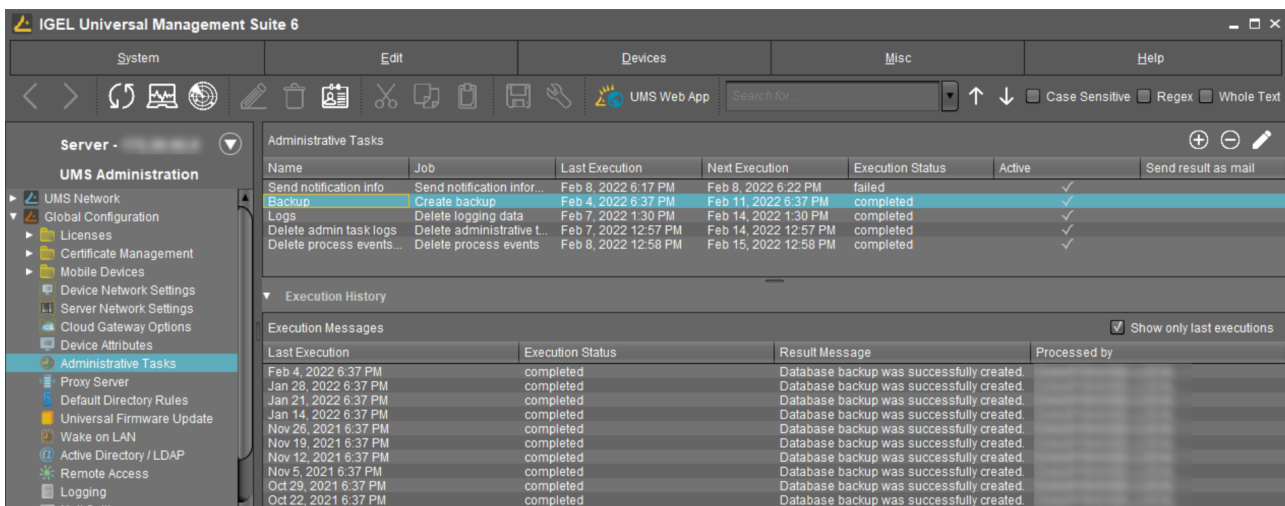 IGEL Universal Management Suite 6
System Edit Devices Misc Help
UMS Web App Search for... Case Sensitive Regex Whole Text
Server -
UMS Administration
UMS Network
Global Configuration
Licenses
Certificate Management
Mobile Devices
Device Network Settings
Server Network Settings
Cloud Gateway Options
Device Attributes
Administrative Tasks
Proxy Server
Default Directory Rules
Universal Firmware Update
Wake on LAN
Active Directory / LDAP
Remote Access
Logging
Administrative Tasks
Name Job Last Execution Next Execution Execution Status Active Send result as mail
Send notification info Send notification infor... Feb 8, 2022 6:17 PM Feb 8, 2022 6:22 PM failed
Backup Create backup Feb 4, 2022 6:37 PM Feb 11, 2022 6:37 PM completed
Logs Delete logging data Feb 7, 2022 1:30 PM Feb 14, 2022 1:30 PM completed
Delete admin task logs Delete administrative t... Feb 7, 2022 12:57 PM Feb 14, 2022 12:57 PM completed
Delete process events... Delete process events Feb 8, 2022 12:58 PM Feb 15, 2022 12:58 PM completed
Execution History
Execution Messages Show only last executions
Last Execution Execution Status Result Message Processed by
Feb 4, 2022 6:37 PM completed Database backup was successfully created.
Jan 28, 2022 6:37 PM completed Database backup was successfully created.
Jan 21, 2022 6:37 PM completed Database backup was successfully created.
Jan 14, 2022 6:37 PM completed Database backup was successfully created.
Nov 26, 2021 6:37 PM completed Database backup was successfully created.
Nov 19, 2021 6:37 PM completed Database backup was successfully created.
Nov 12, 2021 6:37 PM completed Database backup was successfully created.
Nov 5, 2021 6:37 PM completed Database backup was successfully created.
Oct 29, 2021 6:37 PM completed Database backup was successfully created.
Oct 22, 2021 6:37 PM completed Database backup was successfully created.